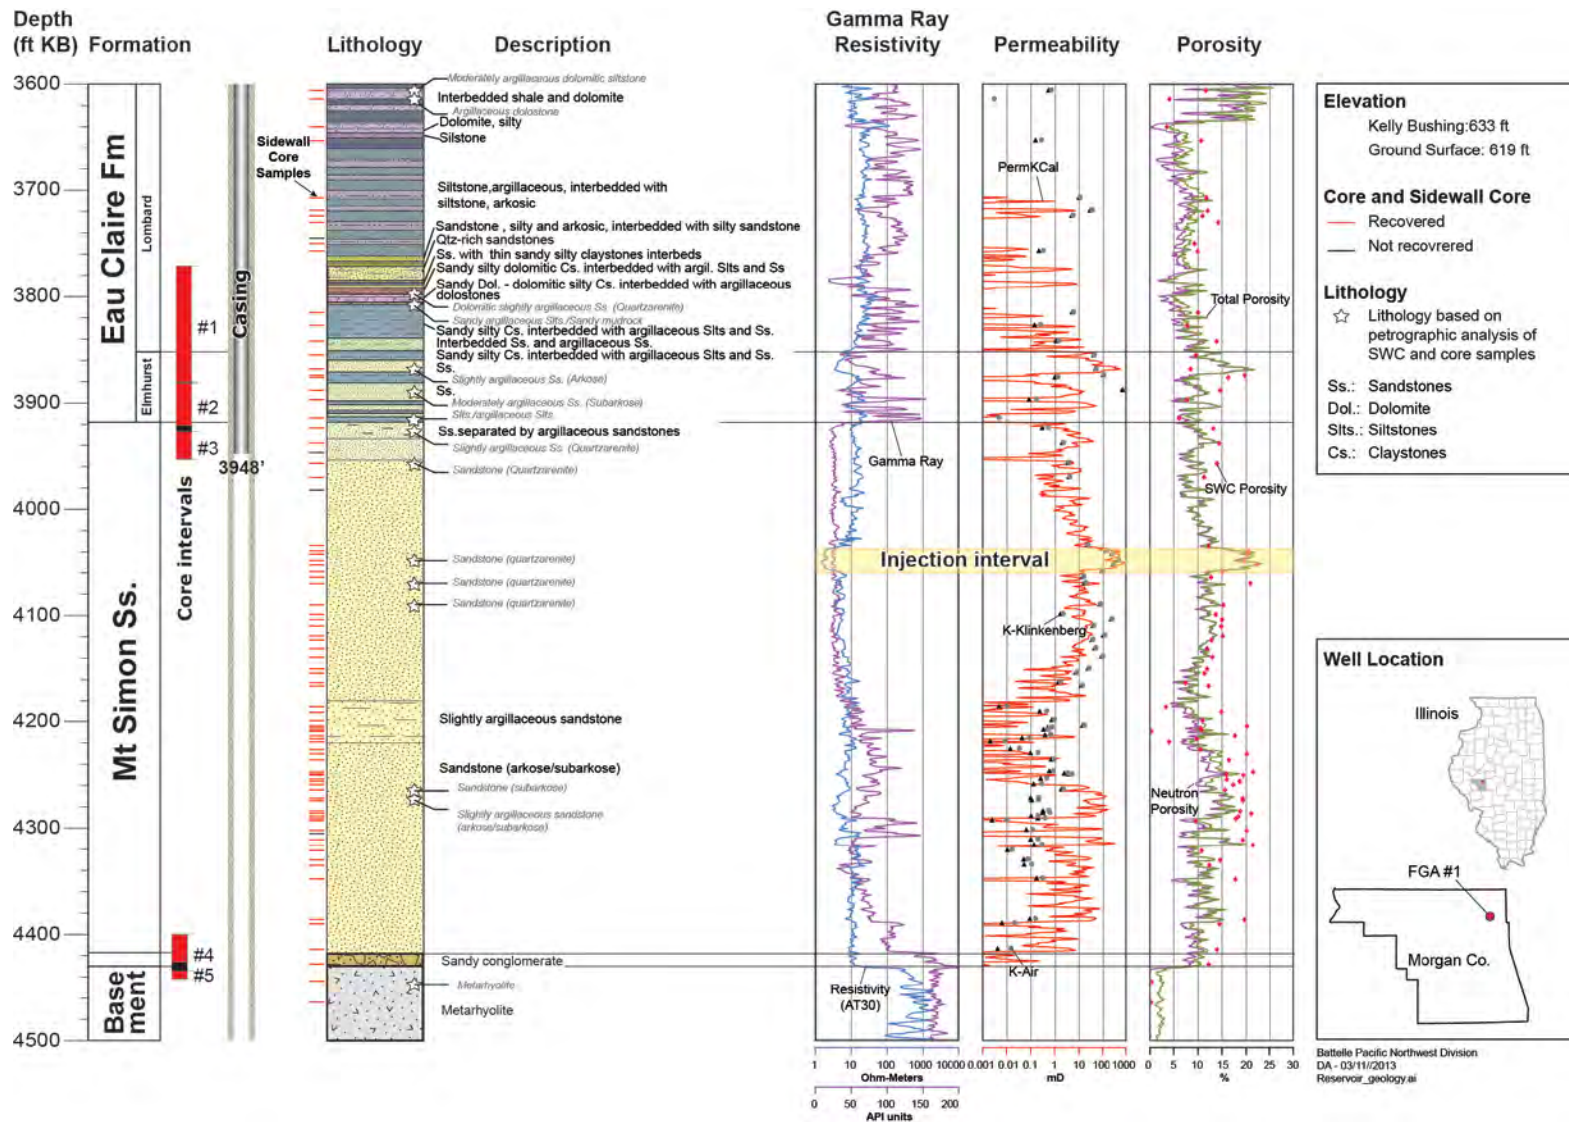 Depth
(ft KB)
Formation
Lithology
Description
Gamma Ray
Resistivity
Permeability
Porosity
3600
3700
3800
3900
4000
4100
4200
4300
4400
4500
Eau Claire Fm
Lombard
Elmhurst
Mt Simon Ss.
Base
ment
#1
#2
#3
#4
#5
Core intervals
Casing
3948'
Sidewall
Core
Samples
Moderately argillaceous dolomitic siltstone
Interbedded shale and dolomite
Argillaceous dolostone
Dolomite, silty
Silstone
Siltstone,argillaceous, interbedded with
siltstone, arkosic
Sandstone , silty and arkosic, interbedded with silty sandstone
Qtz-rich sandstones
Ss. with thin sandy silty claystones interbeds
Sandy silty dolomitic Cs. interbedded with argil. Slts and Ss
Sandy Dol. - dolomitic silty Cs. interbedded with argillaceous
dolostones
Dolomitic slightly argillaceous Ss. (Quartzarenite)
Sandy argillaceous Slts./Sandy mudrock
Sandy silty Cs. interbedded with argillaceous Slts and Ss.
Interbedded Ss. and argillaceous Ss.
Sandy silty Cs. interbedded with argillaceous Slts and Ss.
Ss.
Slightly argillaceous Ss. (Arkose)
Ss.
Moderately argillaceous Ss. (Subarkose)
Slts./argillaceous Slts.
Ss.separated by argillaceous sandstones
Slightly argillaceous Ss. (Quartzarenite)
Sandstone (Quartzarenite)
Sandstone (quartzarenite)
Sandstone (quartzarenite)
Sandstone (quartzarenite)
Slightly argillaceous sandstone
Sandstone (arkose/subarkose)
Sandstone (subarkose)
Slightly argillaceous sandstone
(arkose/subarkose)
Sandy conglomerate
Metarhyolite
Metarhyolite
Gamma Ray
Injection interval
Resistivity
(AT30)
PermKCal
K-Klinkenberg
K-Air
Total Porosity
SWC Porosity
Neutron
Porosity
1 10 100 1000 10000
Ohm-Meters
50 100 150 200
API units
0.001 0.01 0.1 1 10 100 1000
mD
0 5 10 15 20 25 30
%
Elevation
Kelly Bushing:633 ft
Ground Surface: 619 ft
Core and Sidewall Core
Recovered
Not recovrered
Lithology
Lithology based on
petrographic analysis of
SWC and core samples
Ss.: Sandstones
Dol.: Dolomite
Slts.: Siltstones
Cs.: Claystones
Well Location
Illinois
FGA #1
Morgan Co.
Battelle Pacific Northwest Division
DA - 03/11//2013
Reservoir_geology.ai